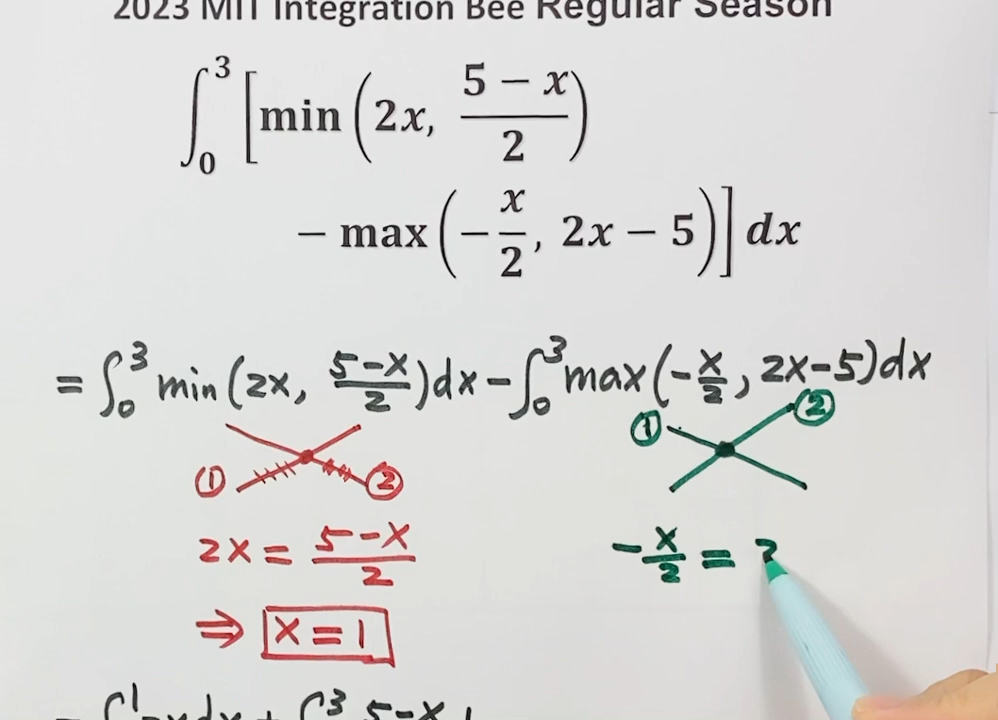 2023 MIT Integration Bee Regular Season
∫₀³ [min (2x, (5 − x)/2)
− max (−x/2, 2x − 5)] dx
= ∫₀³ min (2x, (5−x)/2) dx − ∫₀³ max (−x/2, 2x−5) dx
① ② ① ②
2x = (5−x)/2 −x/2 = 2
⇒ x = 1